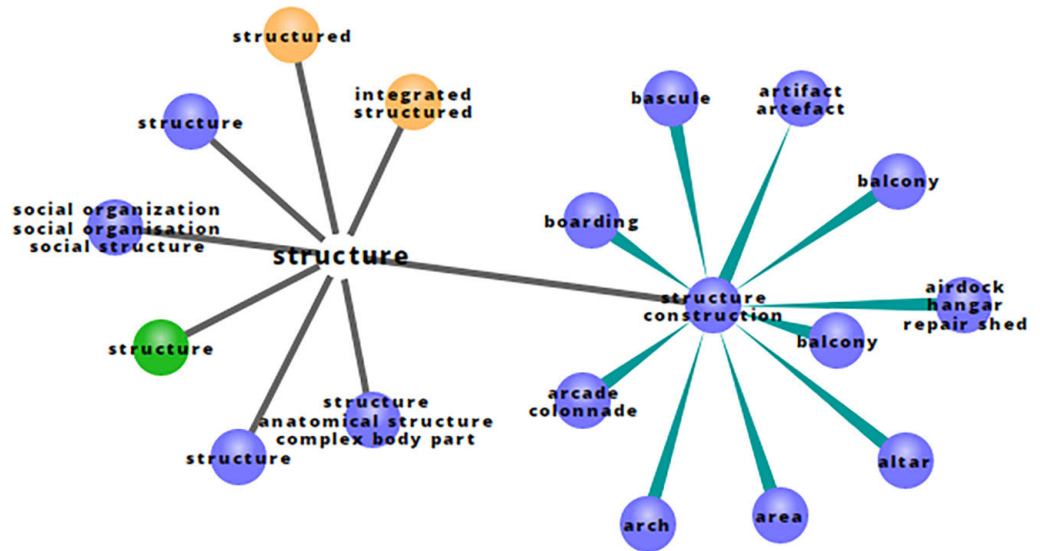 structured
integrated
structured
structure
social organization
social organisation
social structure
structure
structure
structure
structure
anatomical structure
complex body part
bascule
artifact
artefact
balcony
boarding
structure
construction
airdock
hangar
repair shed
balcony
arcade
colonnade
altar
arch
area